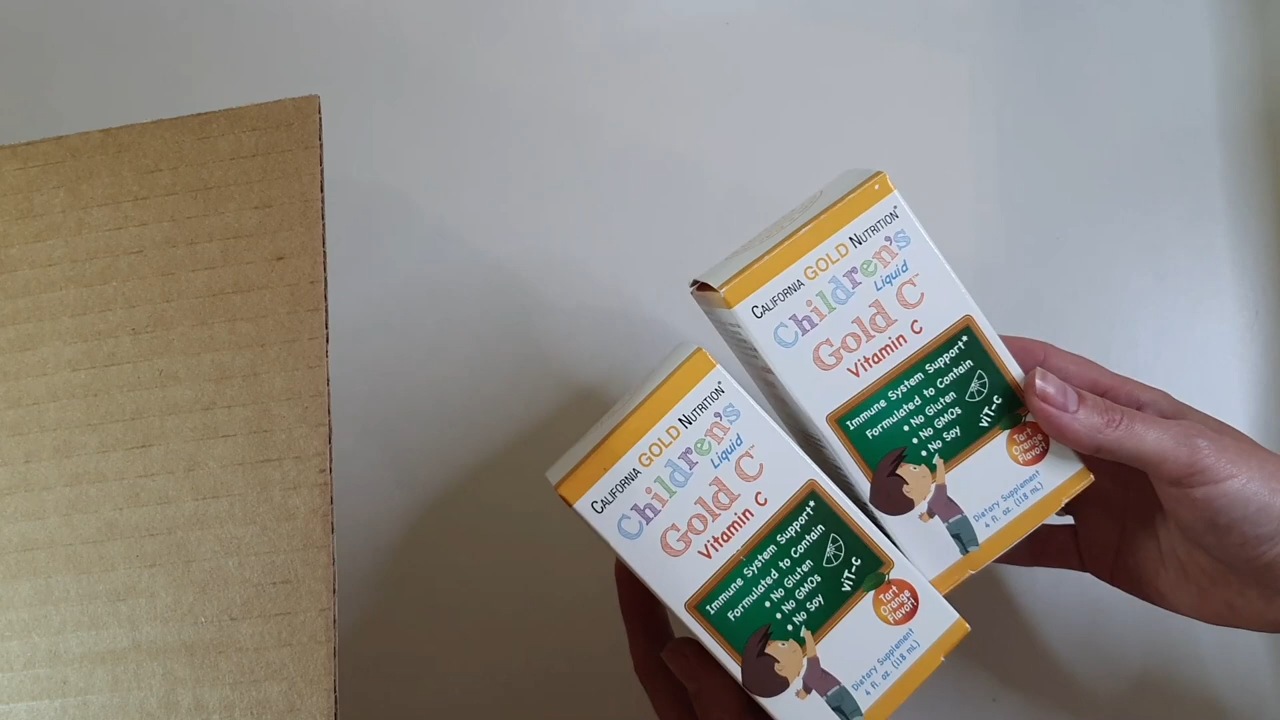 CALIFORNIA GOLD NUTRITION®
Children's
Liquid
Gold C™
Vitamin C
Immune System Support*
Formulated to Contain
• No Gluten
• No GMOs
• No Soy
VIT-C
Tart
Orange
Flavor!
Dietary Supplement
4 fl. oz. (118 mL)
CALIFORNIA GOLD NUTRITION®
Children's
Liquid
Gold C™
Vitamin C
Immune System Support*
Formulated to Contain
• No Gluten
• No GMOs
• No Soy
VIT-C
Tart
Orange
Flavor!
Dietary Supplement
4 fl. oz. (118 mL)